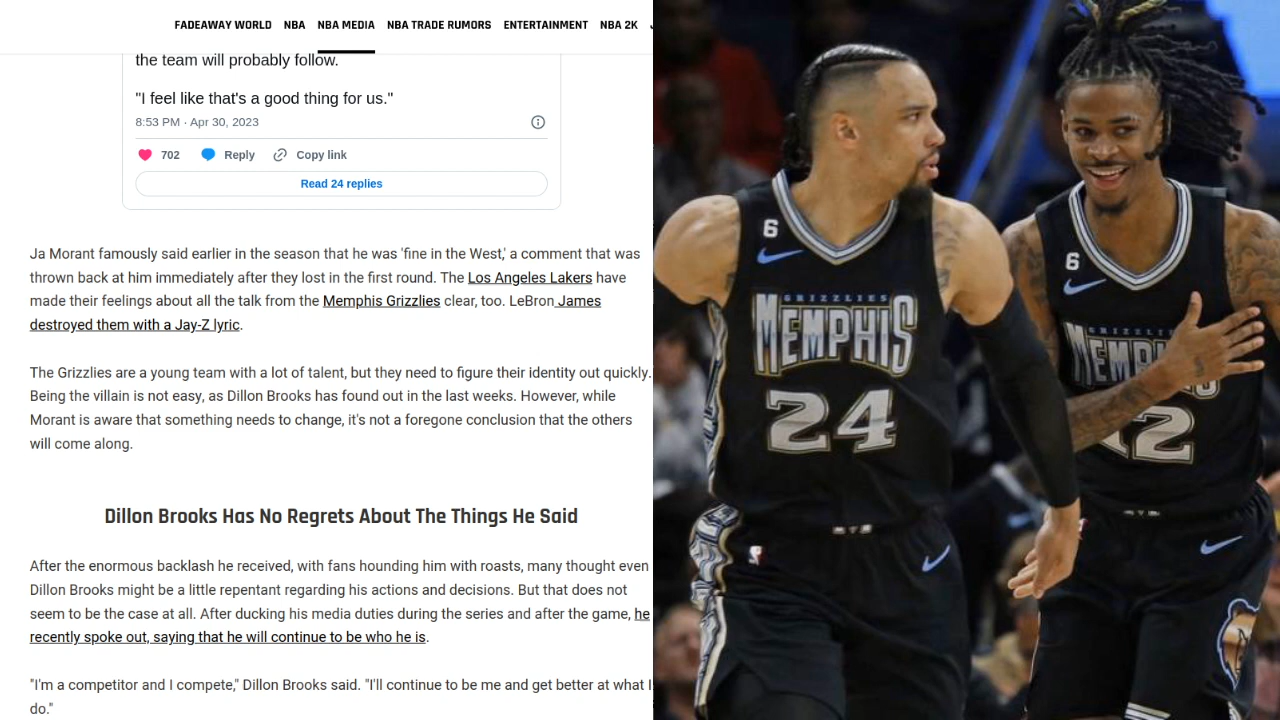 FADEAWAY WORLD NBA NBA MEDIA NBA TRADE RUMORS ENTERTAINMENT NBA 2K
the team will probably follow.
"I feel like that's a good thing for us."
8:53 PM · Apr 30, 2023
702 Reply Copy link
Read 24 replies
Ja Morant famously said earlier in the season that he was 'fine in the West,' a comment that was
thrown back at him immediately after they lost in the first round. The Los Angeles Lakers have
made their feelings about all the talk from the Memphis Grizzlies clear, too. LeBron James
destroyed them with a Jay-Z lyric.
The Grizzlies are a young team with a lot of talent, but they need to figure their identity out quickly.
Being the villain is not easy, as Dillon Brooks has found out in the last weeks. However, while
Morant is aware that something needs to change, it's not a foregone conclusion that the others
will come along.
Dillon Brooks Has No Regrets About The Things He Said
After the enormous backlash he received, with fans hounding him with roasts, many thought even
Dillon Brooks might be a little repentant regarding his actions and decisions. But that does not
seem to be the case at all. After ducking his media duties during the series and after the game, he
recently spoke out, saying that he will continue to be who he is.
"I'm a competitor and I compete," Dillon Brooks said. "I'll continue to be me and get better at what I
do."
6
GRIZZLIES
MEMPHIS
24
6
GRIZZLIE
MEMPHIS
12